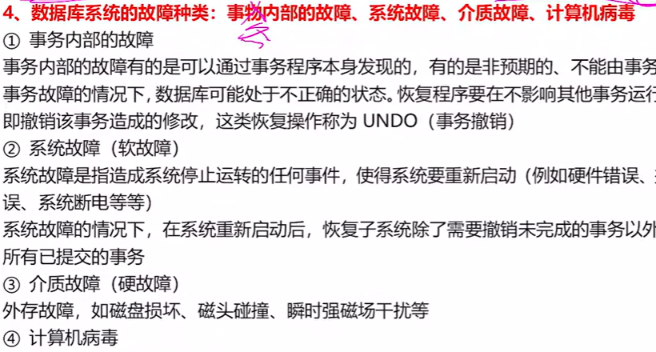 4、数据库系统的故障种类：事物内部的故障、系统故障、介质故障、计算机病毒
务
① 事务内部的故障
事务内部的故障有的是可以通过事务程序本身发现的，有的是非预期的、不能由事务
事务故障的情况下，数据库可能处于不正确的状态。恢复程序要在不影响其他事务运行
即撤销该事务造成的修改，这类恢复操作称为 UNDO（事务撤销）
② 系统故障（软故障）
系统故障是指造成系统停止运转的任何事件，使得系统要重新启动（例如硬件错误、
误、系统断电等等）
系统故障的情况下，在系统重新启动后，恢复子系统除了需要撤销未完成的事务以外
所有已提交的事务
③ 介质故障（硬故障）
外存故障，如磁盘损坏、磁头碰撞、瞬时强磁场干扰等
④ 计算机病毒